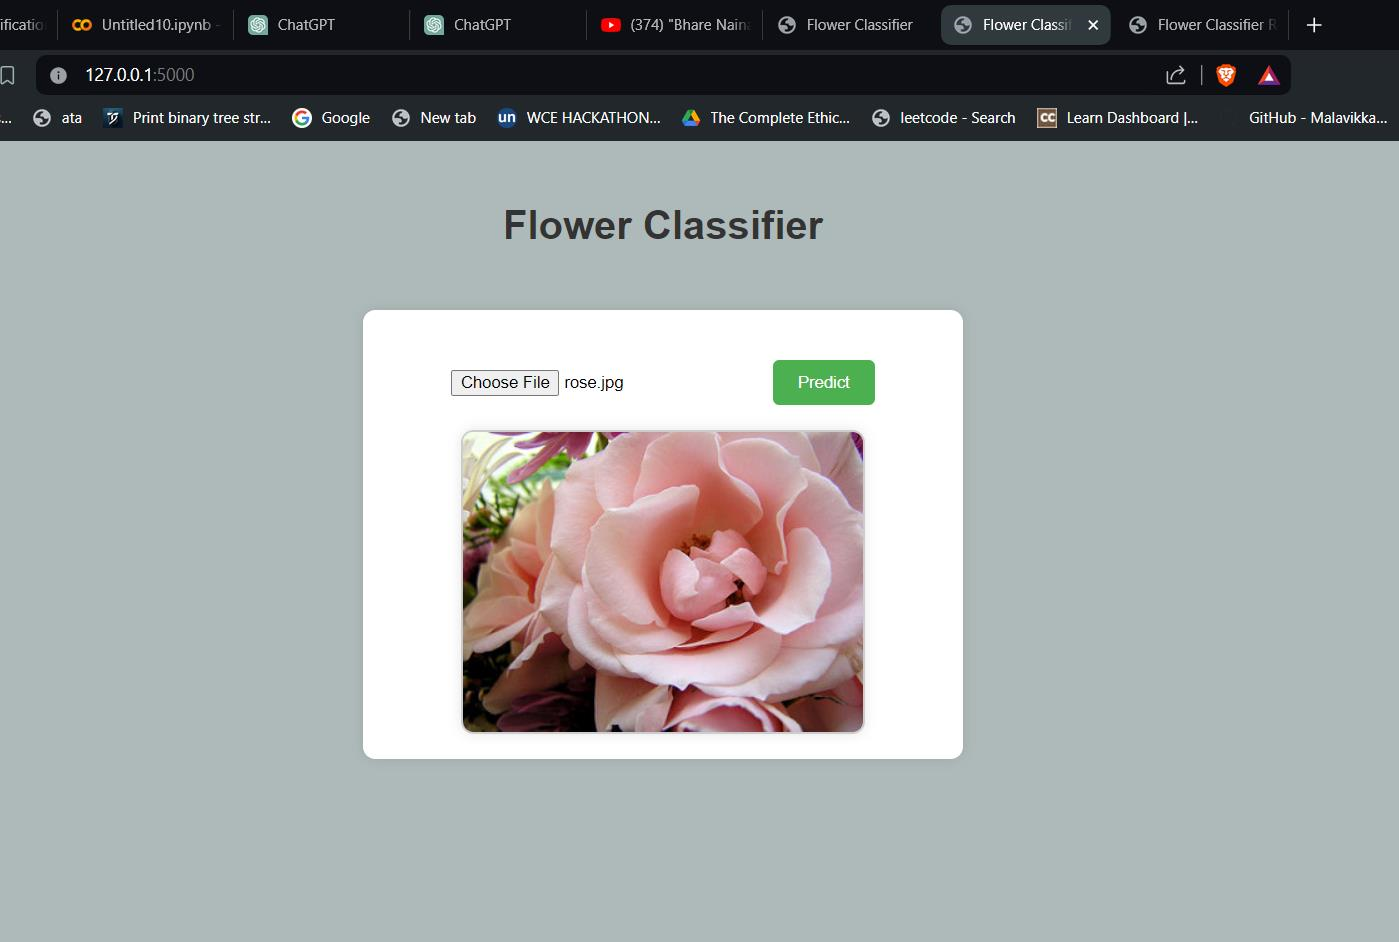 ificatio Untitled10.ipynb - ChatGPT ChatGPT (374) "Bhare Naina Flower Classifier Flower Classif Flower Classifier R
127.0.0.1:5000
... ata Print binary tree str... Google New tab un WCE HACKATHON... The Complete Ethic... leetcode - Search CC Learn Dashboard |... GitHub - Malavikka...
Flower Classifier
Choose File rose.jpg Predict